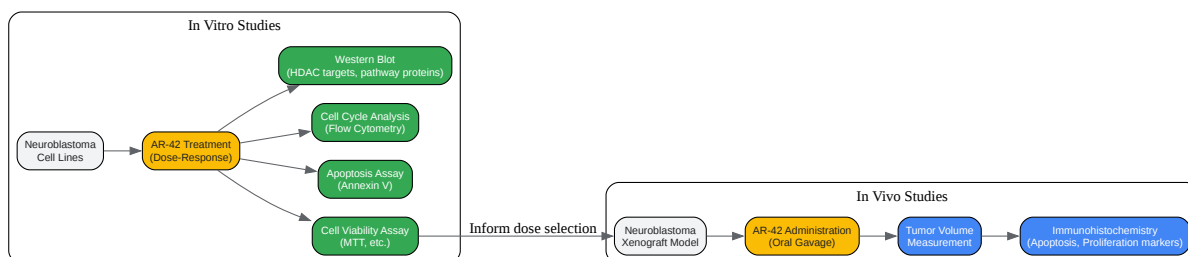 In Vitro Studies
Western Blot
(HDAC targets, pathway proteins)
Cell Cycle Analysis
(Flow Cytometry)
Neuroblastoma
Cell Lines
AR-42 Treatment
(Dose-Response)
Apoptosis Assay
(Annexin V)
Cell Viability Assay
(MTT, etc.)
Inform dose selection
In Vivo Studies
Neuroblastoma
Xenograft Model
AR-42 Administration
(Oral Gavage)
Tumor Volume
Measurement
Immunohistochemistry
(Apoptosis, Proliferation markers)